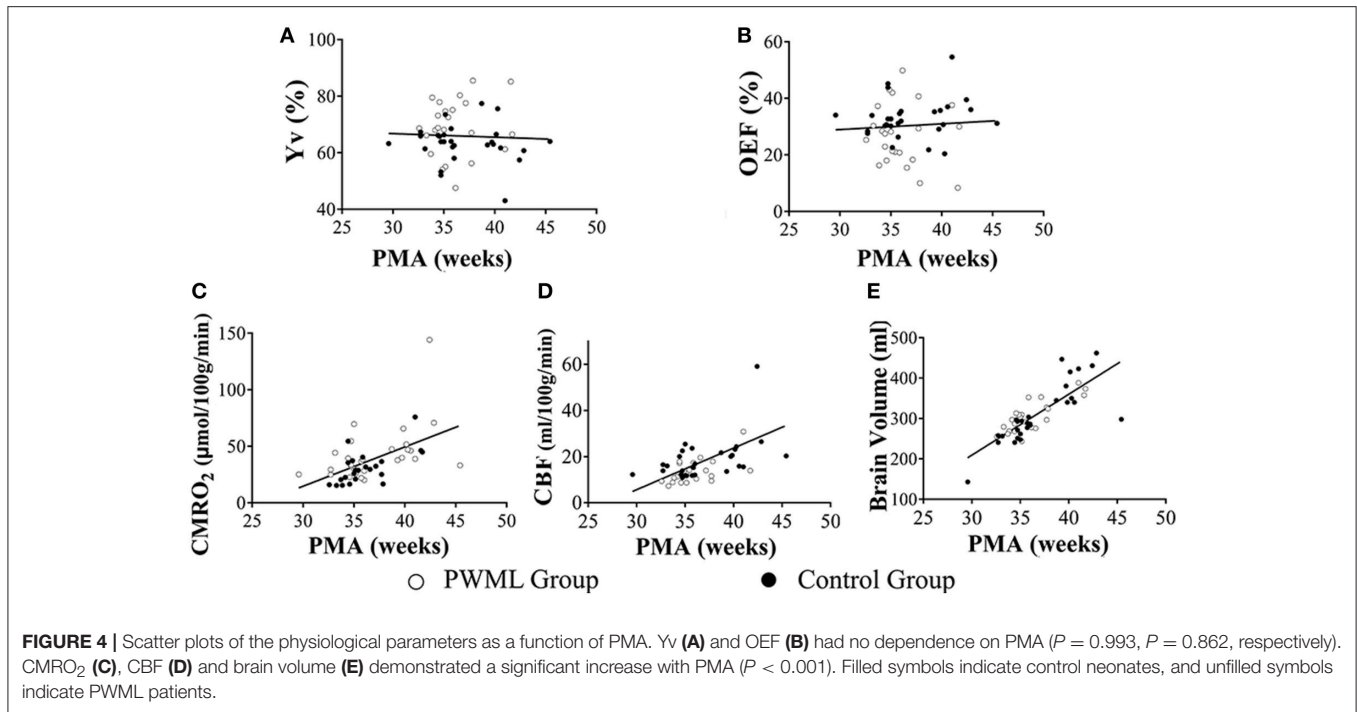 A
100
80
60
40
Yv (%)
25 30 35 40 45 50
PMA (weeks)
B
60
40
20
0
OEF (%)
25 30 35 40 45 50
PMA (weeks)
C
150
100
50
0
CMRO₂ (μmol/100g/min)
25 30 35 40 45 50
PMA (weeks)
D
60
40
20
0
CBF (ml/100g/min)
25 30 35 40 45 50
PMA (weeks)
E
500
400
300
200
100
Brain Volume (ml)
25 30 35 40 45 50
PMA (weeks)
PWML Group
Control Group
FIGURE 4 | Scatter plots of the physiological parameters as a function of PMA. Yv (A) and OEF (B) had no dependence on PMA (P = 0.993, P = 0.862, respectively).
CMRO₂ (C), CBF (D) and brain volume (E) demonstrated a significant increase with PMA (P < 0.001). Filled symbols indicate control neonates, and unfilled symbols
indicate PWML patients.